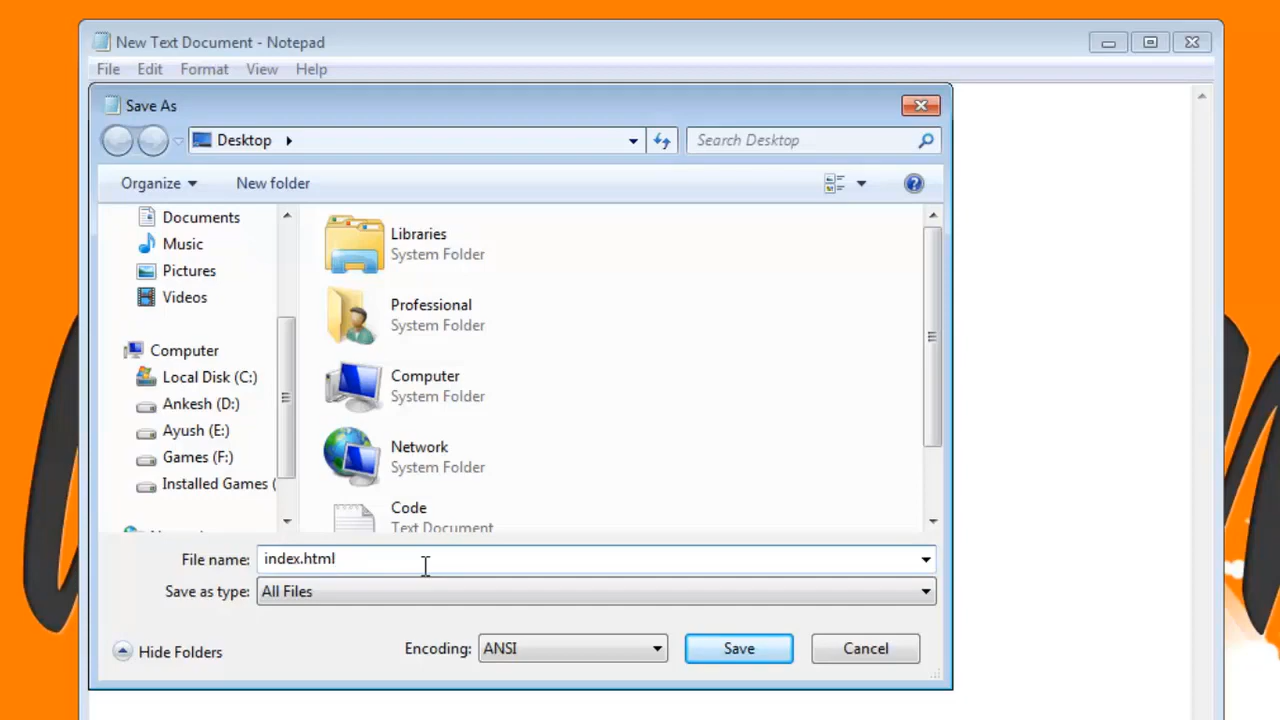 New Text Document - Notepad
File Edit Format View Help
Save As
Desktop
Search Desktop
Organize New folder
Documents
Music
Pictures
Videos
Computer
Local Disk (C:)
Ankesh (D:)
Ayush (E:)
Games (F:)
Installed Games (
Libraries
System Folder
Professional
System Folder
Computer
System Folder
Network
System Folder
Code
Text Document
File name: index.html
Save as type: All Files
Hide Folders Encoding: ANSI Save Cancel